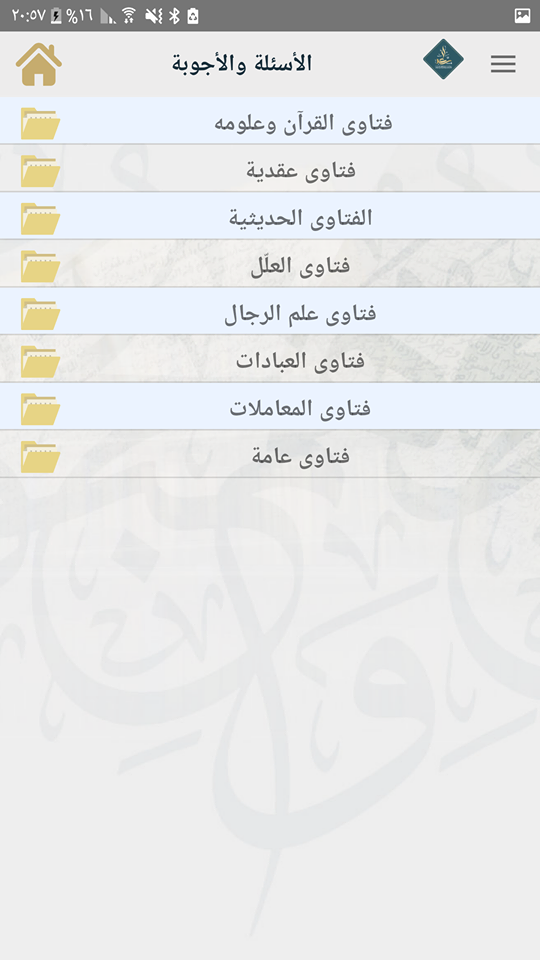 ٢٠:٥٧ %١٦
الأسئلة والأجوبة
فتاوى القرآن وعلومه
فتاوى عقدية
الفتاوى الحديثية
فتاوى العلَل
فتاوى علم الرجال
فتاوى العبادات
فتاوى المعاملات
فتاوى عامة